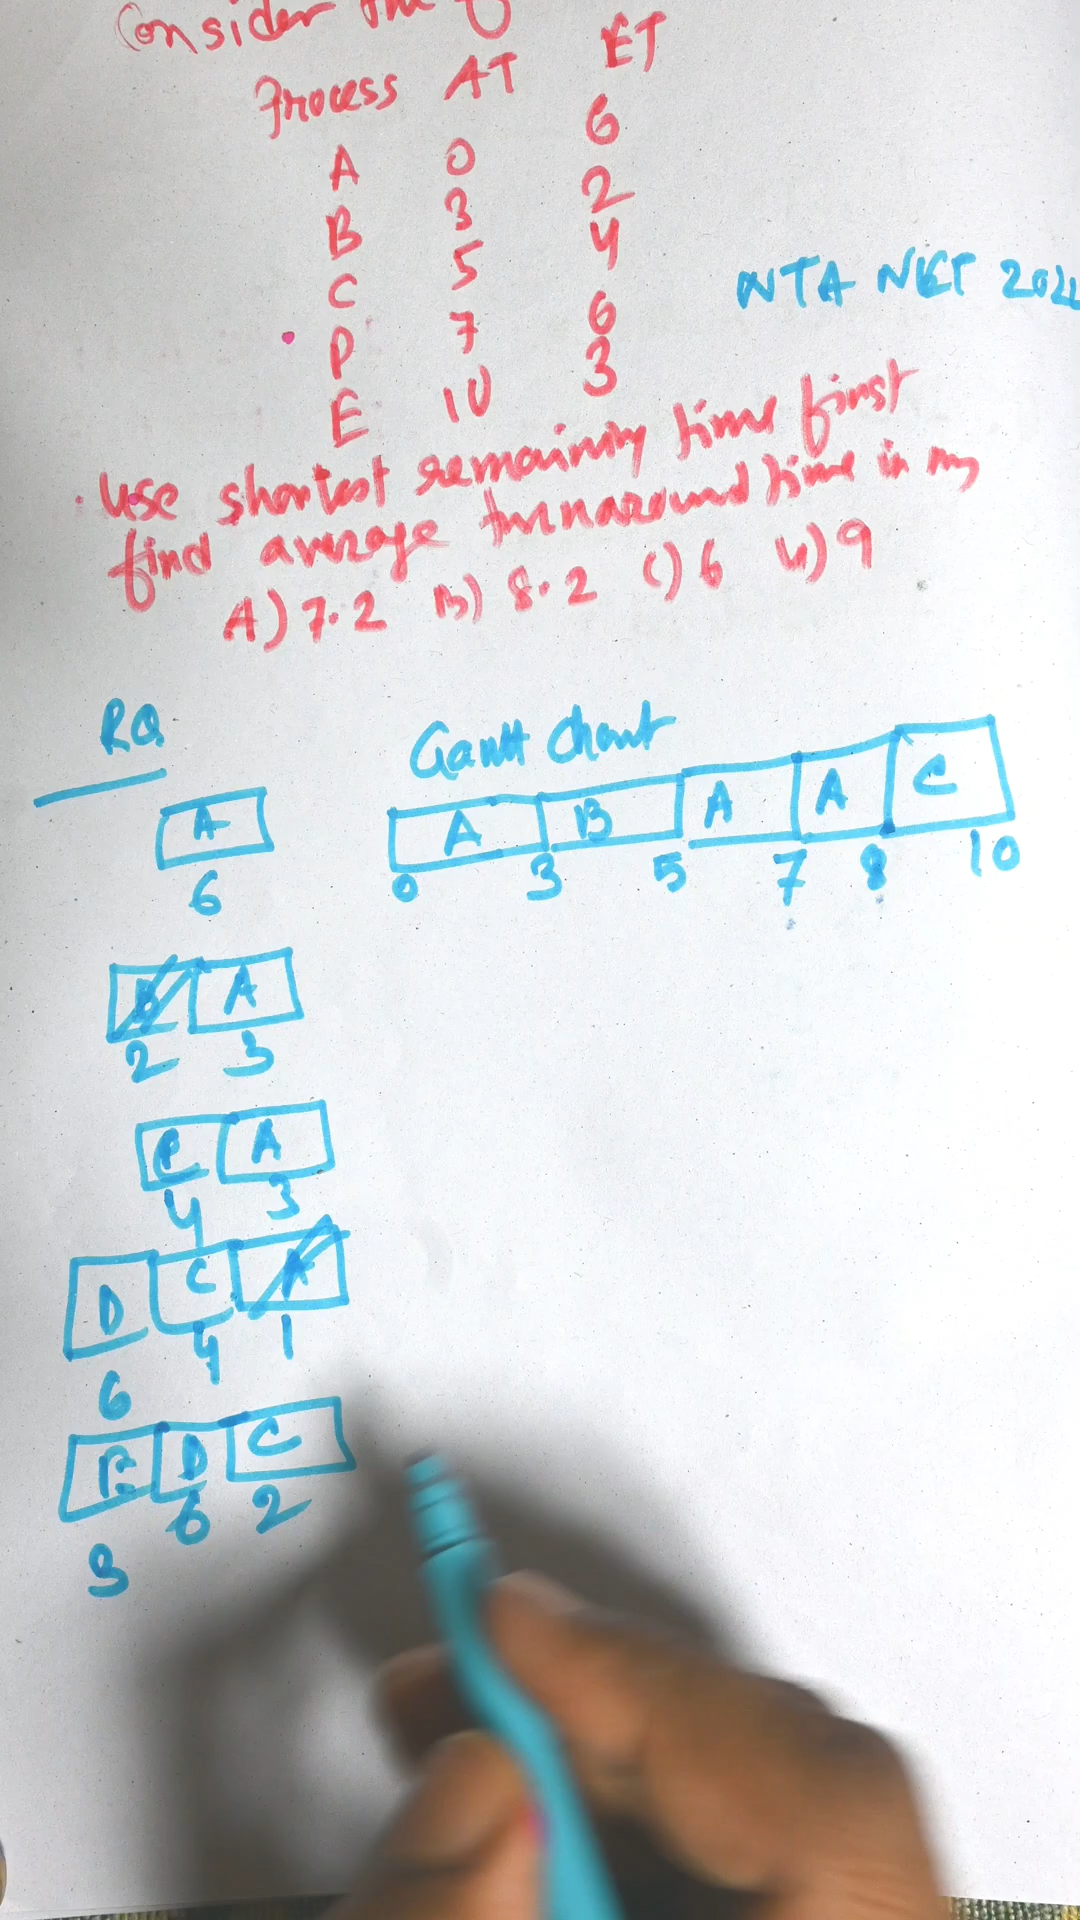 Consider the
Process AT ET
A 0 6
B 3 2
C 5 4
D 7 6
E 10 3
NTA NET 202
Use shortest remaining time first
find average turnaround time in ms
A) 7.2 B) 8.2 C) 6 4) 9
RQ
Gantt Chart
A B A A C
0 3 5 7 8 10
A
6
B A
2 3
C A
4 3
D C A
6 4 1
E D C
3 6 2